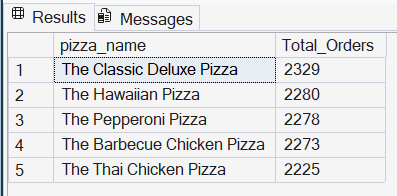 Results Messages
pizza_name Total_Orders
1 The Classic Deluxe Pizza 2329
2 The Hawaiian Pizza 2280
3 The Pepperoni Pizza 2278
4 The Barbecue Chicken Pizza 2273
5 The Thai Chicken Pizza 2225